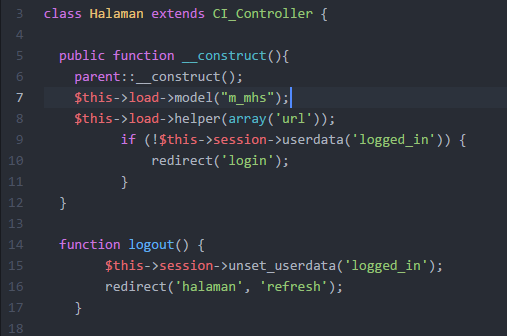 3 class Halaman extends CI_Controller {
4
5 public function __construct(){
6 parent::__construct();
7 $this->load->model("m_mhs");
8 $this->load->helper(array('url'));
9 if (!$this->session->userdata('logged_in')) {
10 redirect('login');
11 }
12 }
13
14 function logout() {
15 $this->session->unset_userdata('logged_in');
16 redirect('halaman', 'refresh');
17 }
18